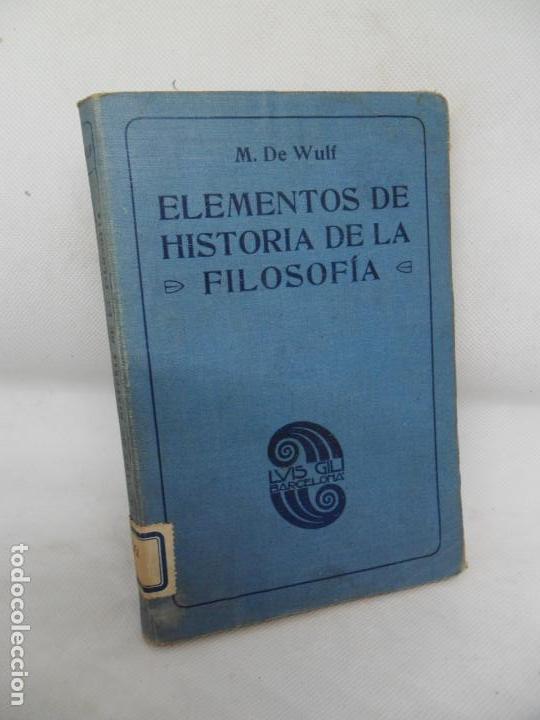 M. De Wulf
ELEMENTOS DE
HISTORIA DE LA
FILOSOFÍA
LVIS GILI
BARCELONA
todocoleccion